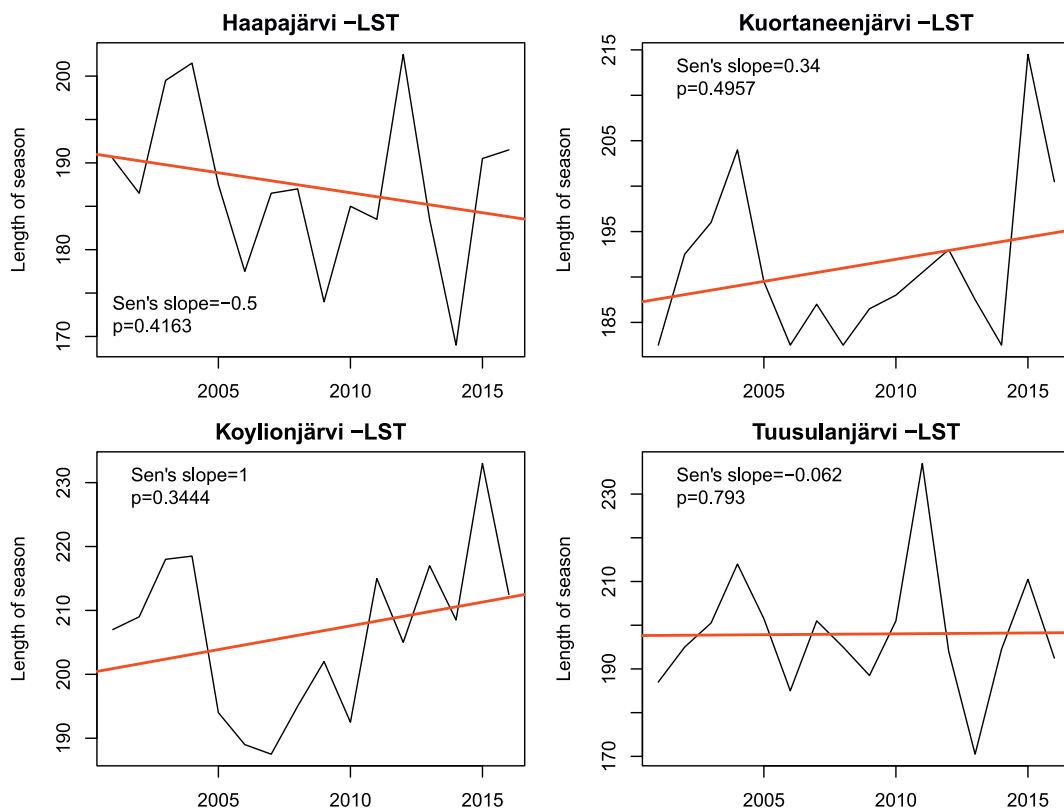 Haapajärvi −LST
Length of season
200
190
180
170
Sen's slope=−0.5
p=0.4163
2005
2010
2015
Kuortaneenjärvi −LST
Length of season
215
205
195
185
Sen's slope=0.34
p=0.4957
2005
2010
2015
Koylionjärvi −LST
Length of season
230
220
210
200
190
Sen's slope=1
p=0.3444
2005
2010
2015
Tuusulanjärvi −LST
Length of season
230
210
190
170
Sen's slope=−0.062
p=0.793
2005
2010
2015